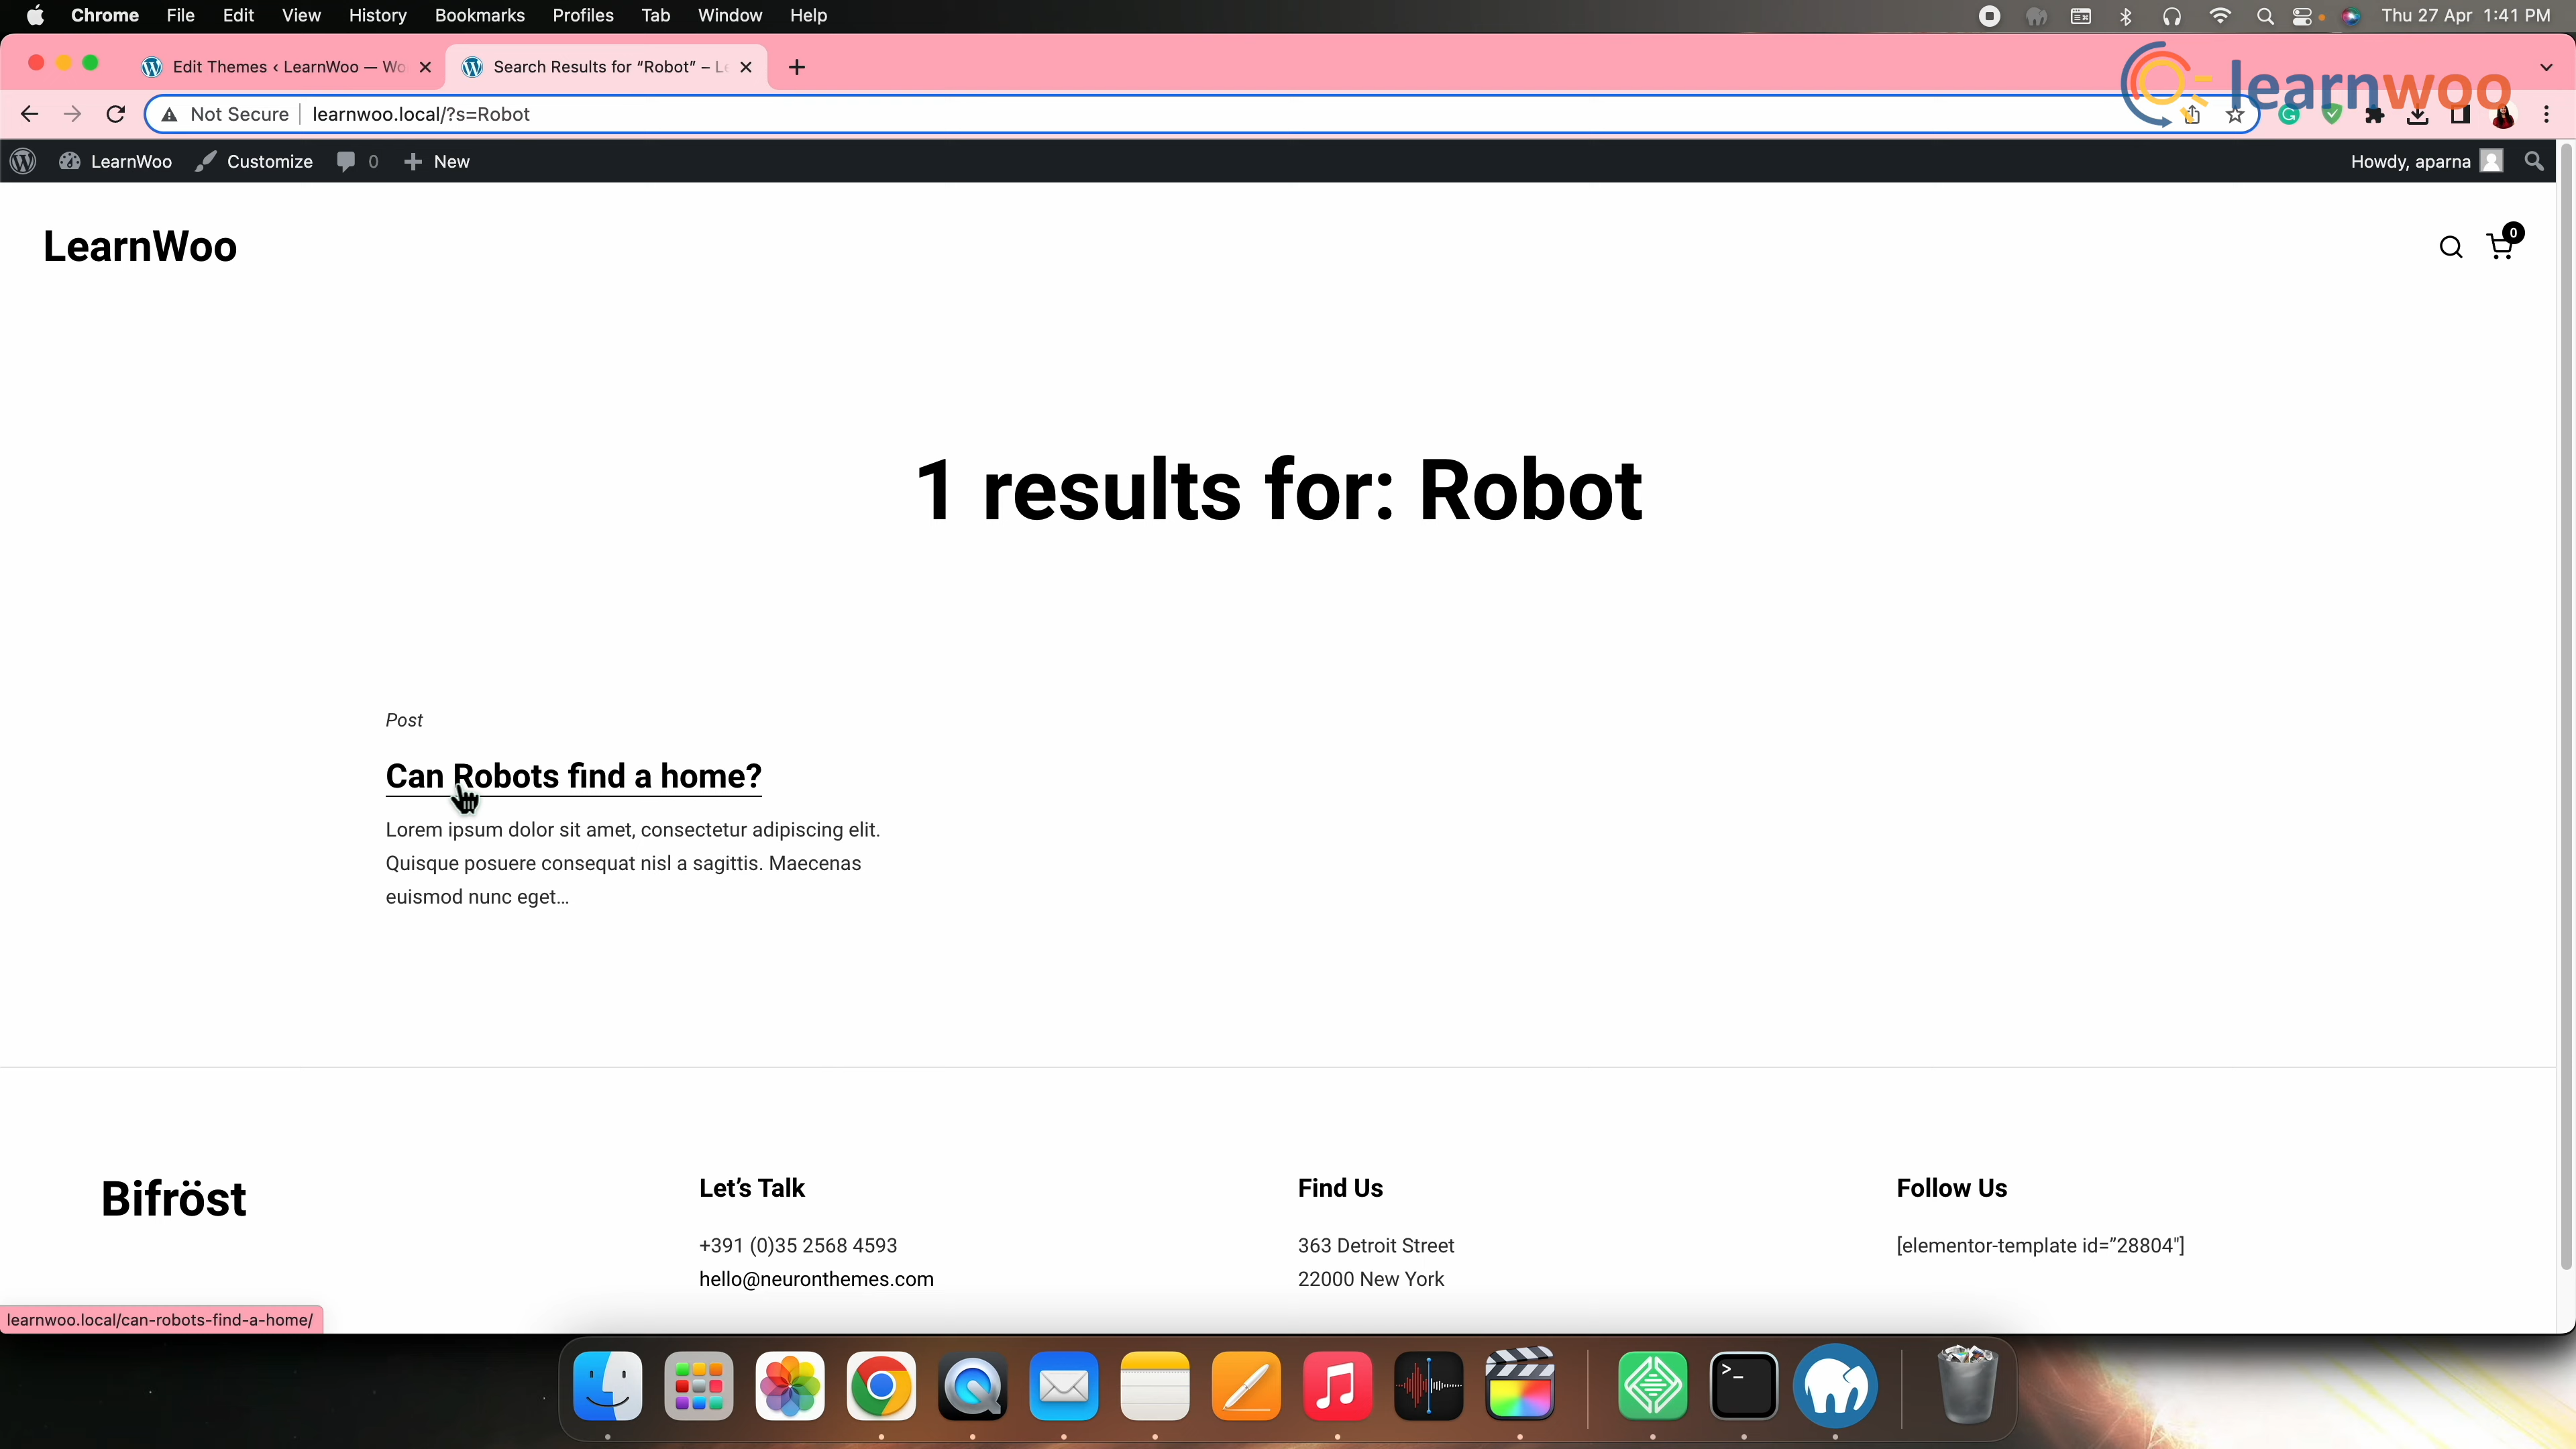 Chrome File Edit View History Bookmarks Profiles Tab Window Help
Thu 27 Apr 1:41 PM
Edit Themes ‹ LearnWoo — Wo
Search Results for “Robot” – Le
learnwoo
Not Secure
learnwoo.local/?s=Robot
LearnWoo
Customize
0
New
Howdy, aparna
LearnWoo
0
1 results for: Robot
Post
Can Robots find a home?
Lorem ipsum dolor sit amet, consectetur adipiscing elit.
Quisque posuere consequat nisl a sagittis. Maecenas
euismod nunc eget...
Bifröst
Let’s Talk
+391 (0)35 2568 4593
hello@neuronthemes.com
Find Us
363 Detroit Street
22000 New York
Follow Us
[elementor-template id=”28804″]
learnwoo.local/can-robots-find-a-home/